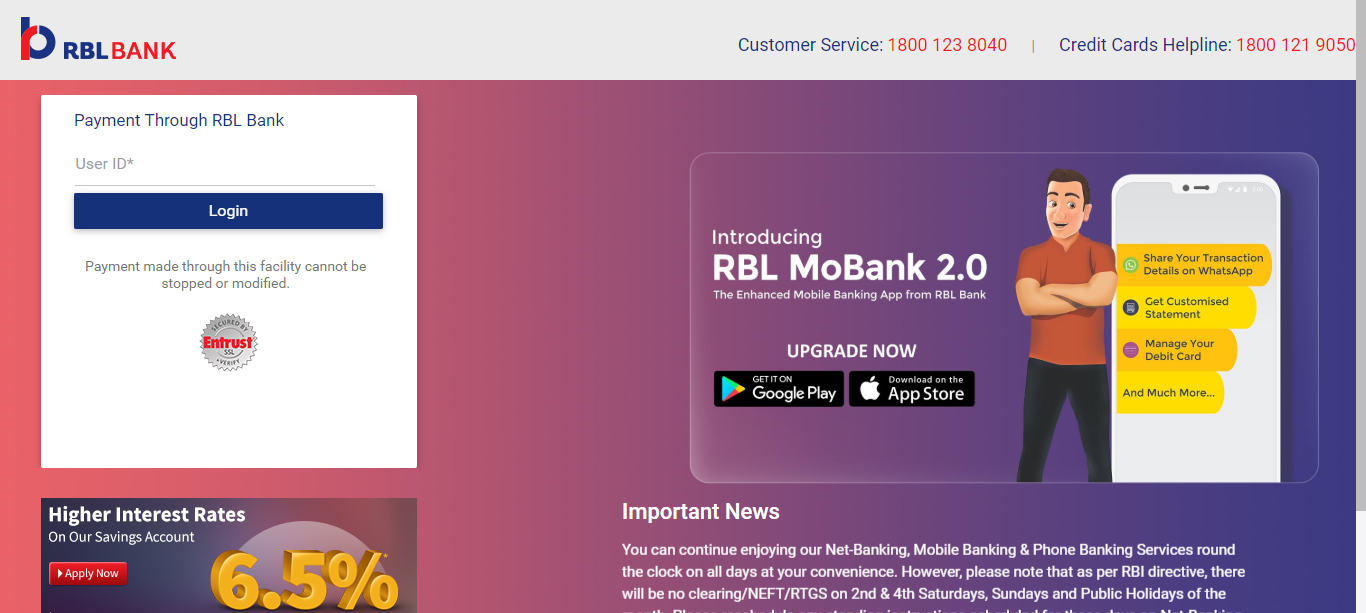 RBL BANK
Customer Service: 1800 123 8040 | Credit Cards Helpline: 1800 121 9050
Payment Through RBL Bank
User ID*
Login
Payment made through this facility cannot be
stopped or modified.
SECURED BY
Entrust
SSL
VERIFY
Higher Interest Rates
On Our Savings Account
Apply Now
6.5%*
Introducing
RBL MoBank 2.0
The Enhanced Mobile Banking App from RBL Bank
UPGRADE NOW
GET IT ON
Google Play
Download on the
App Store
Share Your Transaction
Details on WhatsApp
Get Customised
Statement
Manage Your
Debit Card
And Much More...
Important News
You can continue enjoying our Net-Banking, Mobile Banking & Phone Banking Services round
the clock on all days at your convenience. However, please note that as per RBI directive, there
will be no clearing/NEFT/RTGS on 2nd & 4th Saturdays, Sundays and Public Holidays of the